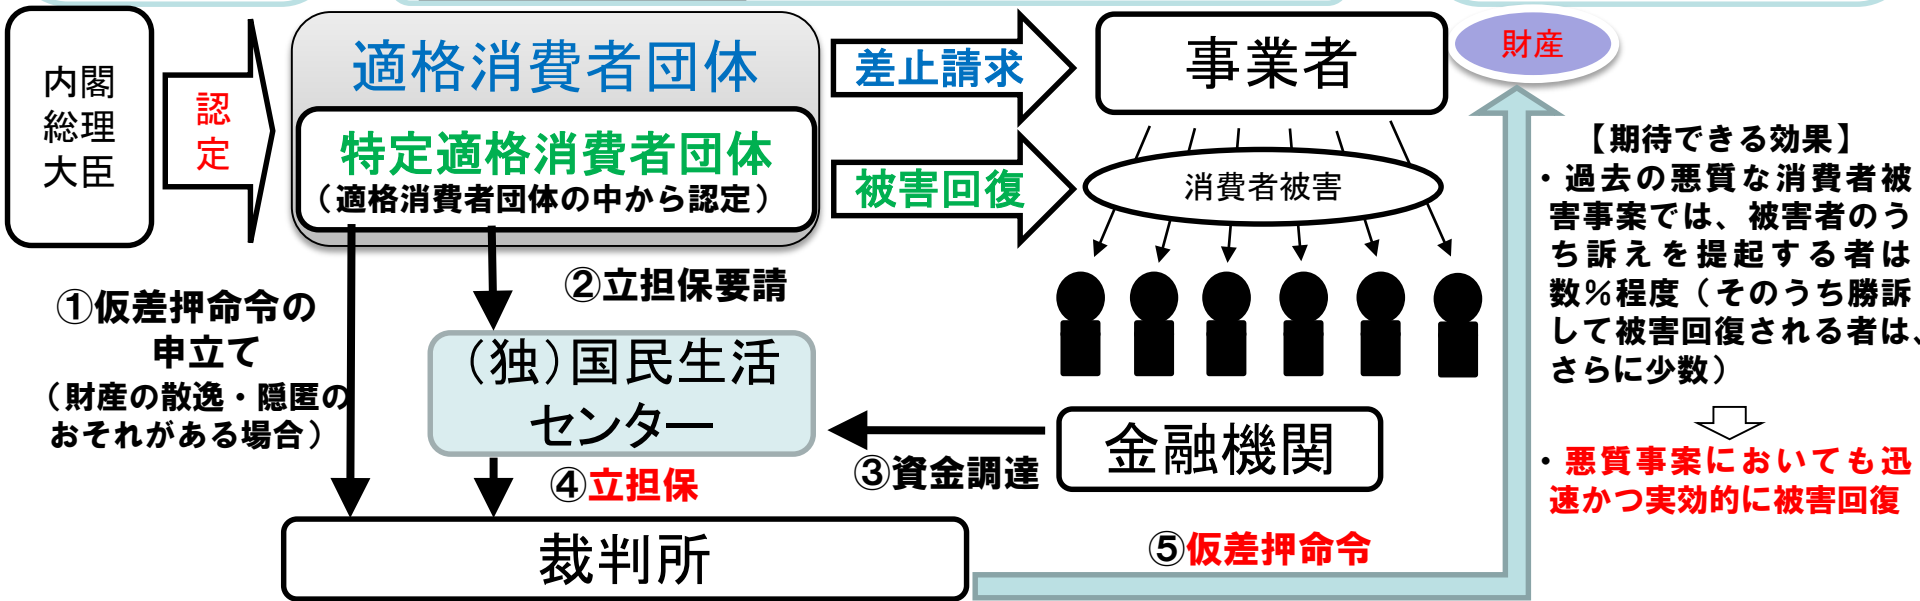 内閣
総理
大臣
認
定
適格消費者団体
特定適格消費者団体
（適格消費者団体の中から認定）
差止請求
被害回復
事業者
財産
消費者被害
①仮差押命令の
申立て
（財産の散逸・隠匿の
おそれがある場合）
②立担保要請
（独）国民生活
センター
③資金調達
金融機関
④立担保
裁判所
⑤仮差押命令
【期待できる効果】
・過去の悪質な消費者被
害事案では、被害者のう
ち訴えを提起する者は
数％程度（そのうち勝訴
して被害回復される者は、
さらに少数）
・悪質事案においても迅
速かつ実効的に被害回復